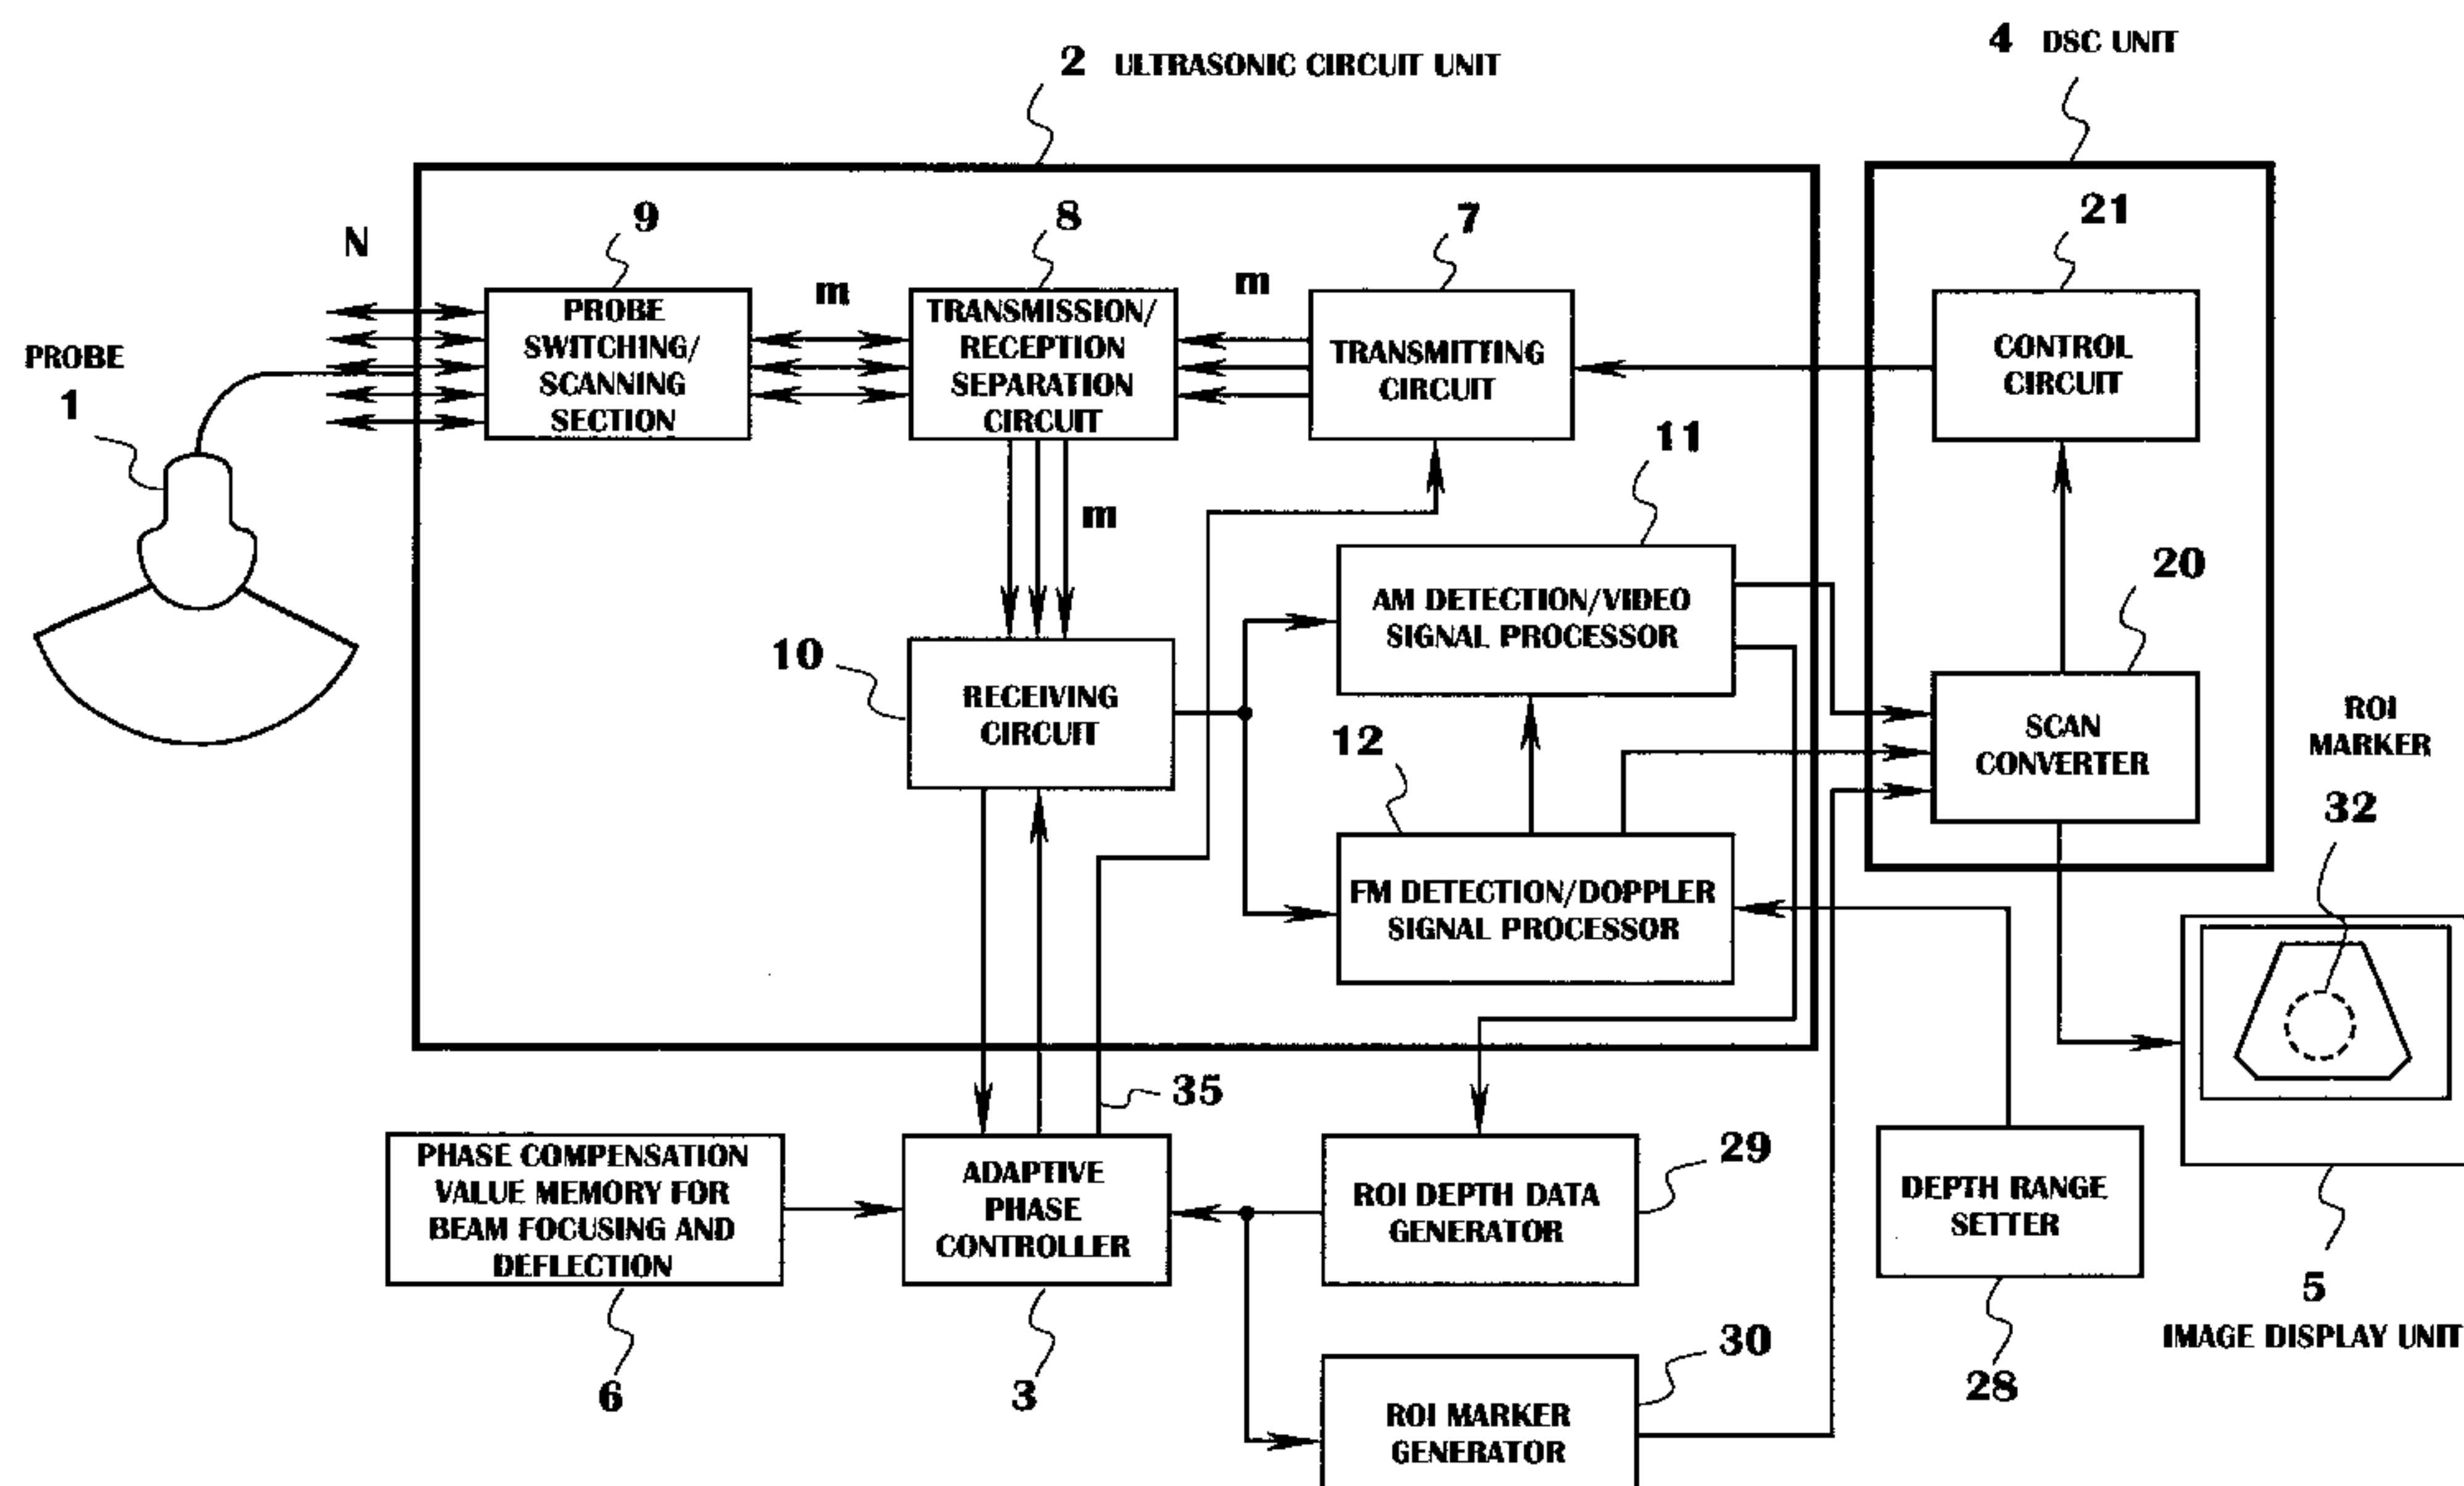 2 ULTRASONIC CIRCUIT UNIT
4 DSC UNIT
N
9
8
7
21
m
m
PROBE
1
PROBE
SWITCHING/
SCANNING
SECTION
TRANSMISSION/
RECEPTION
SEPARATION
CIRCUIT
TRANSMITTING
CIRCUIT
CONTROL
CIRCUIT
11
m
20
AM DETECTION/VIDEO
SIGNAL PROCESSOR
10
RECEIVING
CIRCUIT
12
SCAN
CONVERTER
ROI
MARKER
32
FM DETECTION/DOPPLER
SIGNAL PROCESSOR
35
PHASE COMPENSATION
VALUE MEMORY FOR
BEAM FOCUSING AND
DEFLECTION
ADAPTIVE
PHASE
CONTROLLER
ROI DEPTH DATA
GENERATOR
29
DEPTH RANGE
SETTER
5
IMAGE DISPLAY UNIT
6
3
30
28
ROI MARKER
GENERATOR